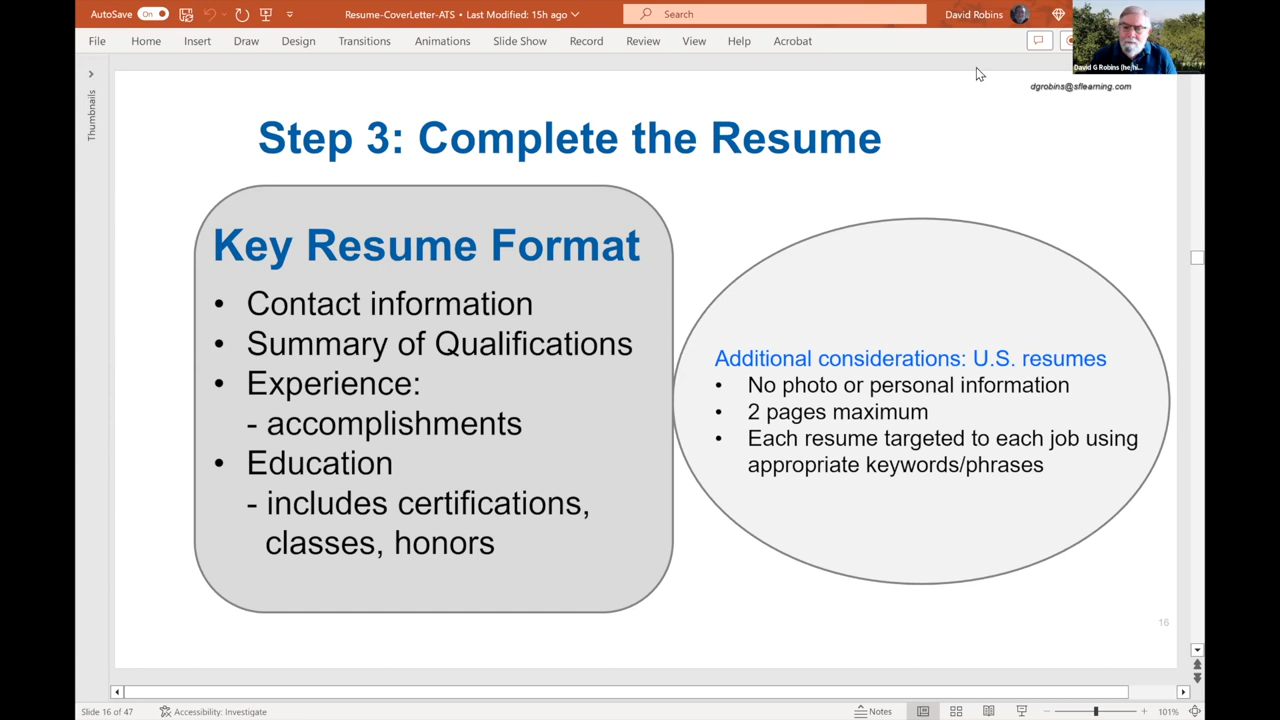 AutoSave On
Resume-CoverLetter-ATS • Last Modified: 15h ago
Search
David Robins
File Home Insert Draw Design Transitions Animations Slide Show Record Review View Help Acrobat
David G Robins (he/hi...
Thumbnails
dgrobins@sflearning.com
Step 3: Complete the Resume
Key Resume Format
• Contact information
• Summary of Qualifications
• Experience:
- accomplishments
• Education
- includes certifications,
classes, honors
Additional considerations: U.S. resumes
• No photo or personal information
• 2 pages maximum
• Each resume targeted to each job using
appropriate keywords/phrases
16
Slide 16 of 47
Accessibility: Investigate
Notes
101%